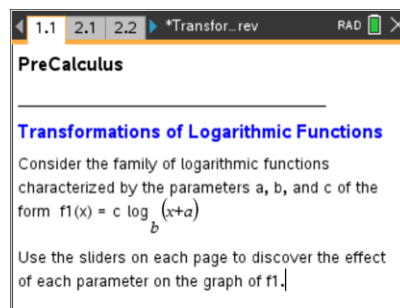 1.1 2.1 2.2 *Transfor...rev RAD
PreCalculus
Transformations of Logarithmic Functions
Consider the family of logarithmic functions
characterized by the parameters a, b, and c of the
form f1(x) = c log_b (x+a)
Use the sliders on each page to discover the effect
of each parameter on the graph of f1.